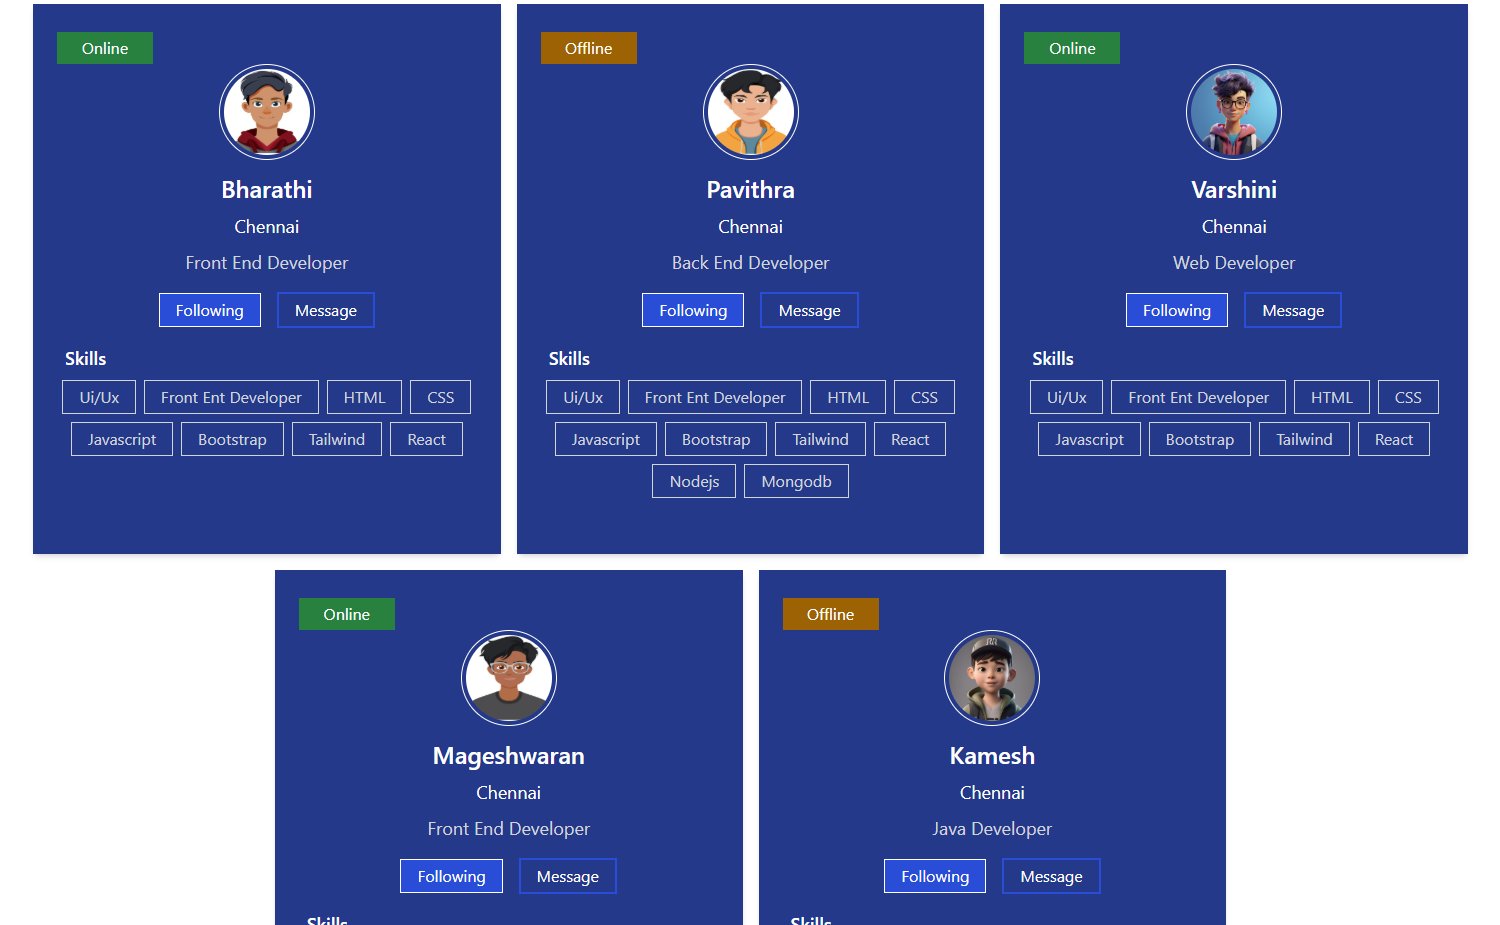 Online
Bharathi
Chennai
Front End Developer
Following Message
Skills
Ui/Ux Front Ent Developer HTML CSS
Javascript Bootstrap Tailwind React
Offline
Pavithra
Chennai
Back End Developer
Following Message
Skills
Ui/Ux Front Ent Developer HTML CSS
Javascript Bootstrap Tailwind React
Nodejs Mongodb
Online
Varshini
Chennai
Web Developer
Following Message
Skills
Ui/Ux Front Ent Developer HTML CSS
Javascript Bootstrap Tailwind React
Online
Mageshwaran
Chennai
Front End Developer
Following Message
Skills
Offline
Kamesh
Chennai
Java Developer
Following Message
Skills